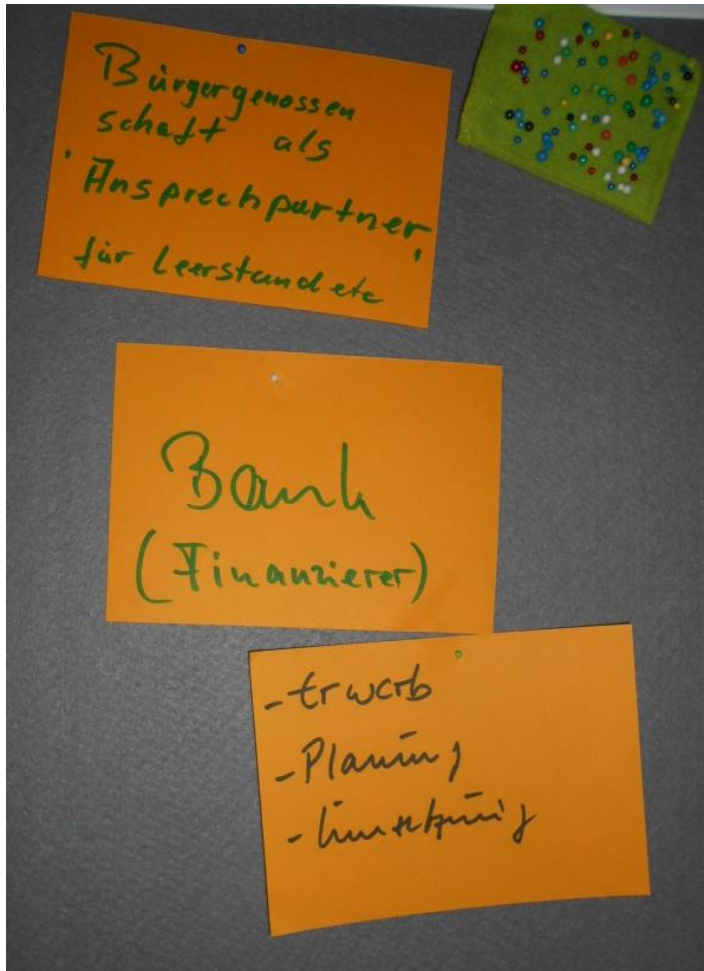 Bürgergenossen
schaft als
'Ansprechpartner'
für Leerstand etc
Bank
(Finanzierer)
- Erwerb
- Planung
- Umsetzung